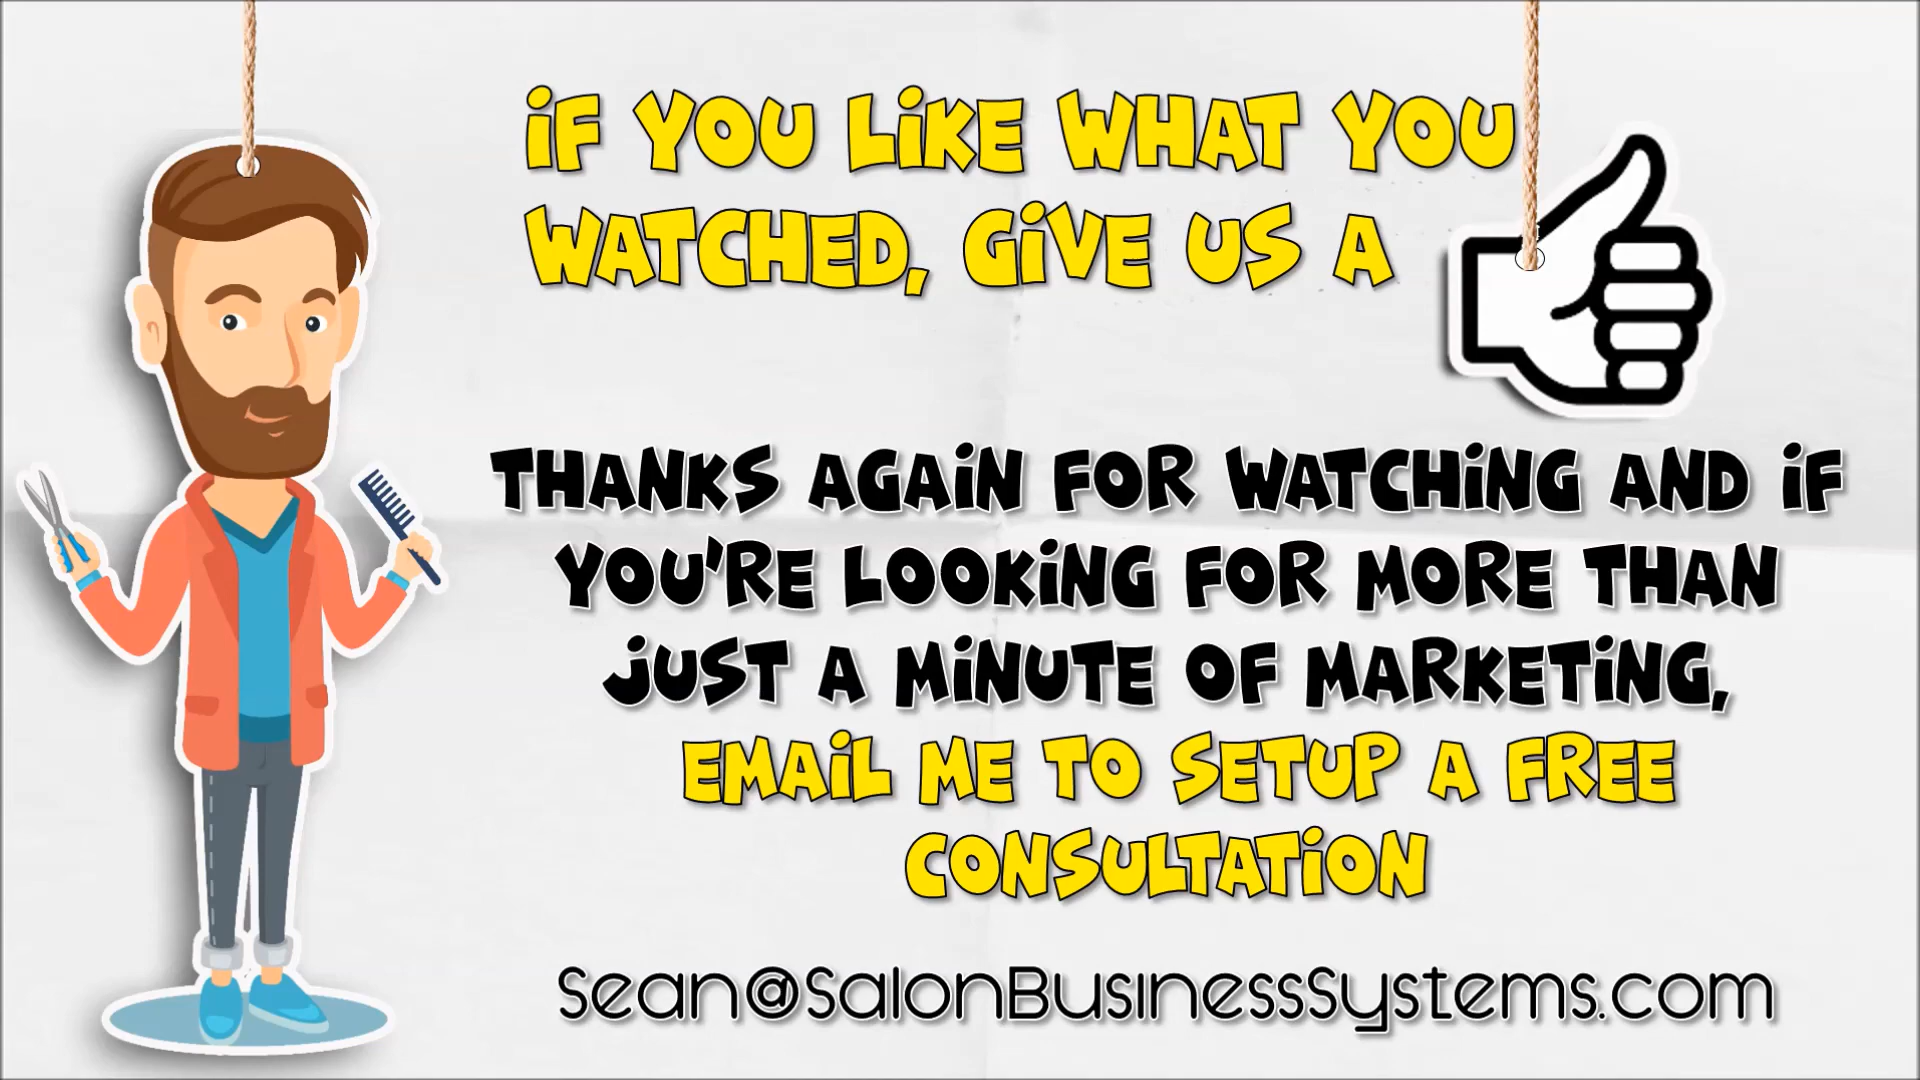 iF YOU LiKE WHAT YOU
WATCHED, GiVE US A
THANKS AGAiN FOR WATCHiNG AND iF
YOU'RE LOOKiNG FOR MORE THAN
JUST A MiNUTE OF MARKETiNG,
EMAiL ME TO SETUP A FREE
CONSULTATiON
Sean@SalonBusinessSystems.com